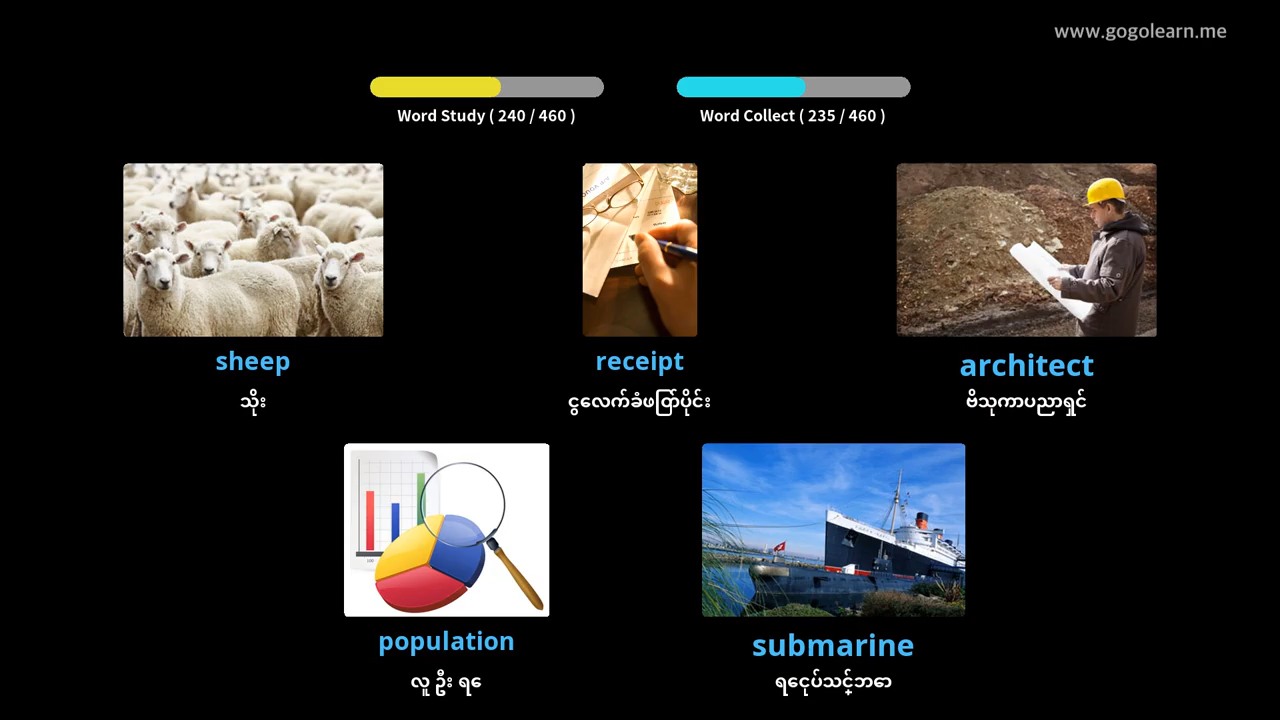 www.gogolearn.me
Word Study ( 240 / 460 )
Word Collect ( 235 / 460 )
sheep
receipt
architect
သိုး
ငွလေက်ခံဖြတ်ပိုင်း
ဗိသုကာပညာရှင်
population
submarine
လူ ဦး ရေ
ရငေုပ်သင်္ဘော